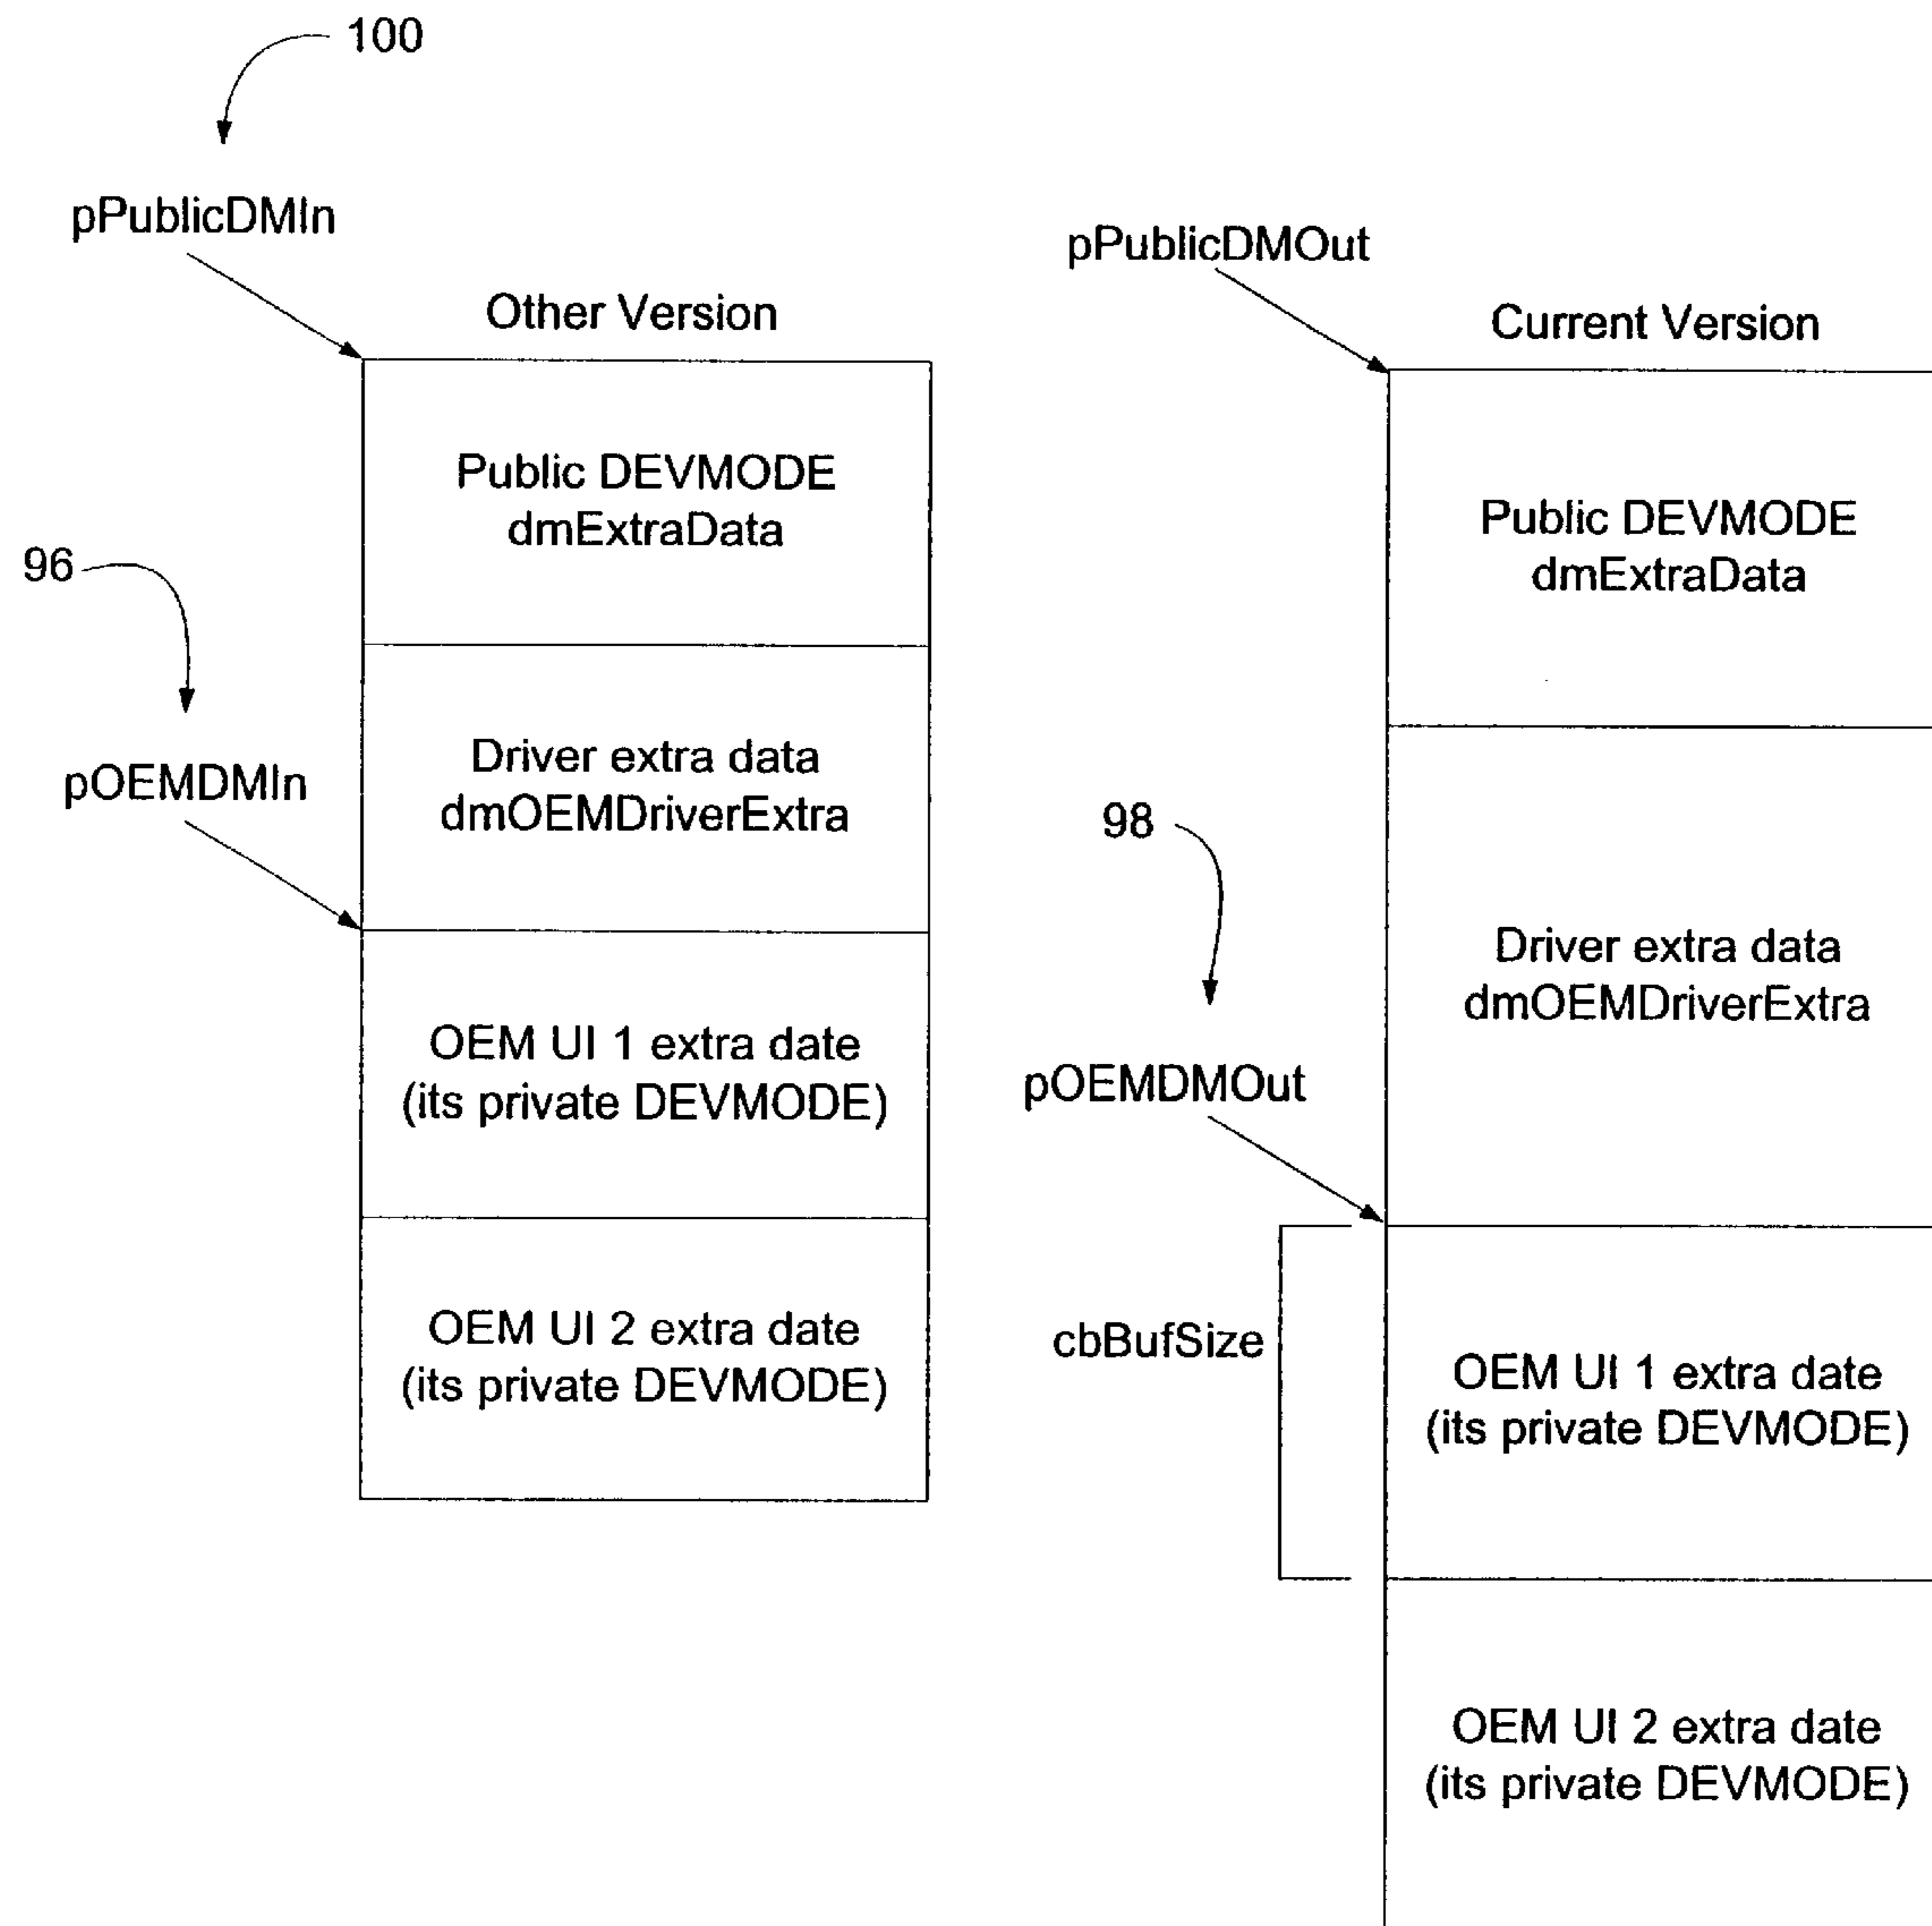 100
pPublicDMIn
Other Version
Public DEVMODE
dmExtraData
96
Driver extra data
dmOEMDriverExtra
pOEMDMIn
OEM UI 1 extra date
(its private DEVMODE)
OEM UI 2 extra date
(its private DEVMODE)
pPublicDMOut
Current Version
Public DEVMODE
dmExtraData
98
Driver extra data
dmOEMDriverExtra
pOEMDMOut
cbBufSize
OEM UI 1 extra date
(its private DEVMODE)
OEM UI 2 extra date
(its private DEVMODE)